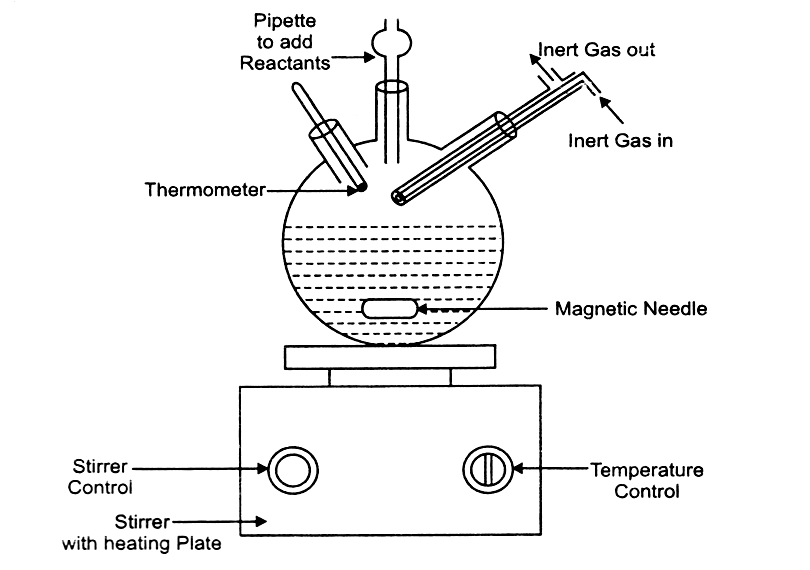 Pipette
to add
Reactants
Inert Gas out
Inert Gas in
Thermometer
Magnetic Needle
Stirrer
Control
Temperature
Control
Stirrer
with heating Plate